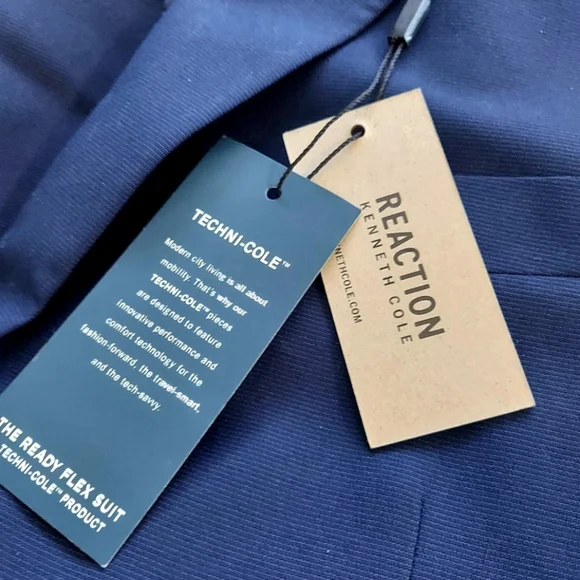 TECHNI-COLE™
Modern city living is all about
mobility. That's why our
TECHNI-COLE™ pieces
are designed to feature
innovative performance and
comfort technology for the
fashion-forward, the travel-smart,
and the tech-savvy.
THE READY FLEX SUIT
TECHNI-COLE™ PRODUCT
REACTION
KENNETH COLE
NETHCOLE.COM